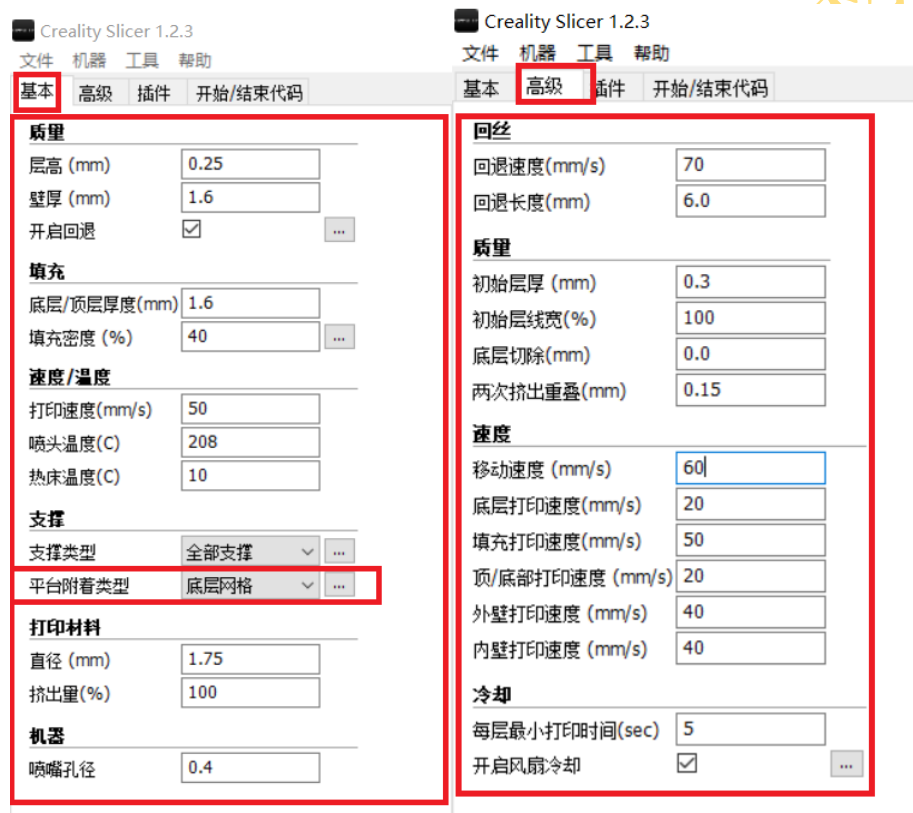 Creality Slicer 1.2.3
文件 机器 工具 帮助
基本 高级 插件 开始/结束代码
质量
层高 (mm) 0.25
壁厚 (mm) 1.6
开启回退 ...
填充
底层/顶层厚度(mm) 1.6
填充密度 (%) 40 ...
速度/温度
打印速度(mm/s) 50
喷头温度(C) 208
热床温度(C) 10
支撑
支撑类型 全部支撑 ...
平台附着类型 底层网格 ...
打印材料
直径 (mm) 1.75
挤出量(%) 100
机器
喷嘴孔径 0.4
Creality Slicer 1.2.3
文件 机器 工具 帮助
基本 高级 插件 开始/结束代码
回丝
回退速度(mm/s) 70
回退长度(mm) 6.0
质量
初始层厚 (mm) 0.3
初始层线宽(%) 100
底层切除(mm) 0.0
两次挤出重叠(mm) 0.15
速度
移动速度 (mm/s) 60
底层打印速度(mm/s) 20
填充打印速度(mm/s) 50
顶/底部打印速度 (mm/s) 20
外壁打印速度 (mm/s) 40
内壁打印速度 (mm/s) 40
冷却
每层最小打印时间(sec) 5
开启风扇冷却 ...